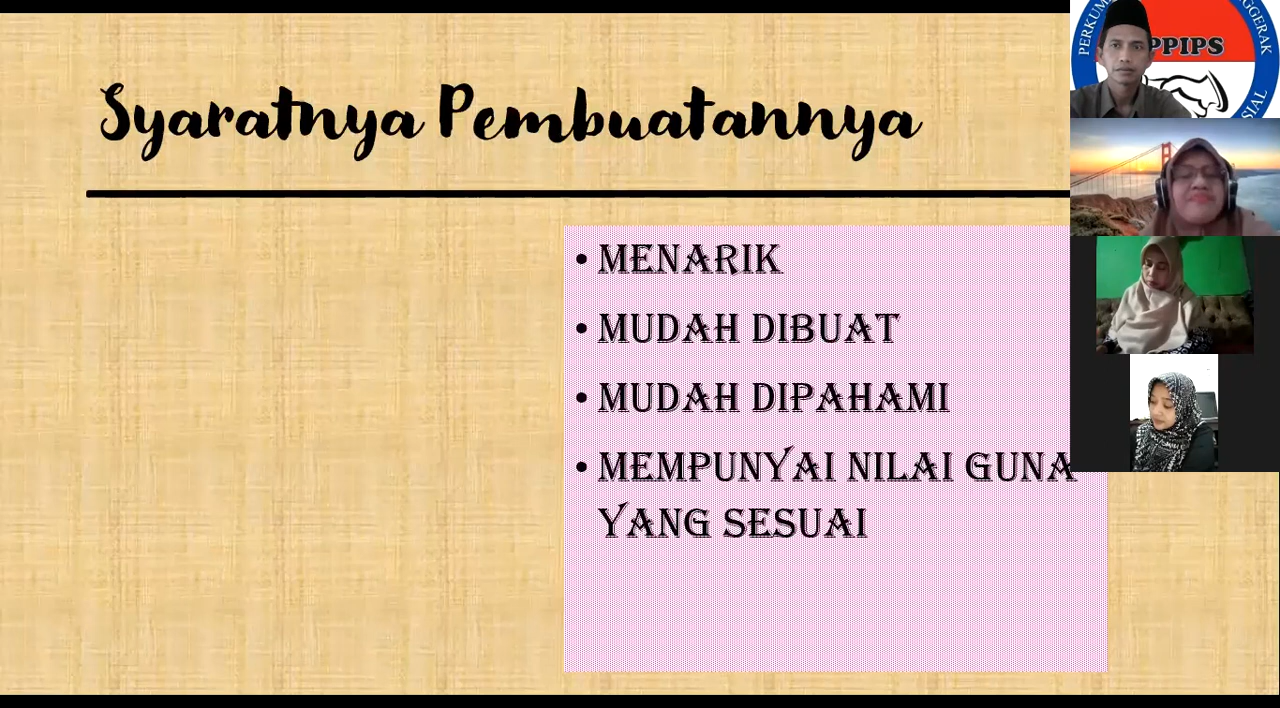 Syaratnya Pembuatannya
• MENARIK
• MUDAH DIBUAT
• MUDAH DIPAHAMI
• MEMPUNYAI NILAI GUNA
YANG SESUAI
PPIPS